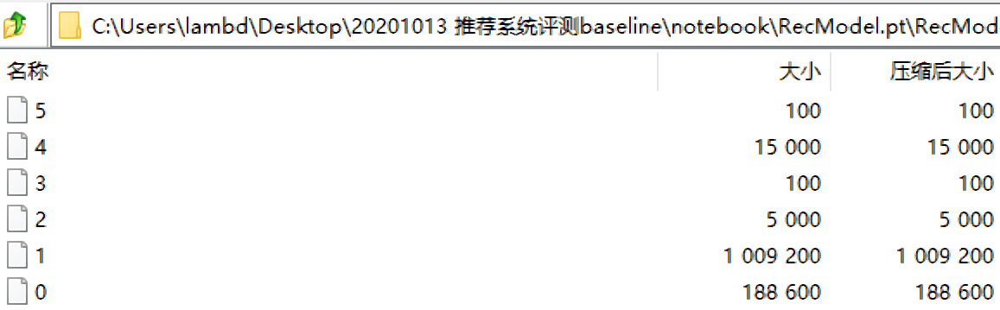 C:\Users\lambd\Desktop\20201013 推荐系统评测baseline\notebook\RecModel.pt\RecMod
名称 大小 压缩后大小
5 100 100
4 15 000 15 000
3 100 100
2 5 000 5 000
1 1 009 200 1 009 200
0 188 600 188 600